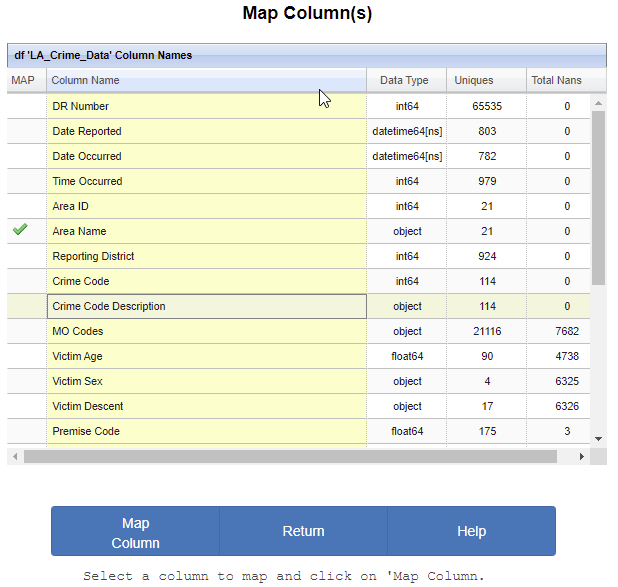 Map Column(s)
df 'LA_Crime_Data' Column Names
MAP Column Name Data Type Uniques Total Nans
DR Number int64 65535 0
Date Reported datetime64[ns] 803 0
Date Occurred datetime64[ns] 782 0
Time Occurred int64 979 0
Area ID int64 21 0
Area Name object 21 0
Reporting District int64 924 0
Crime Code int64 114 0
Crime Code Description object 114 0
MO Codes object 21116 7682
Victim Age float64 90 4738
Victim Sex object 4 6325
Victim Descent object 17 6326
Premise Code float64 175 3
Map
Column
Return
Help
Select a column to map and click on 'Map Column.